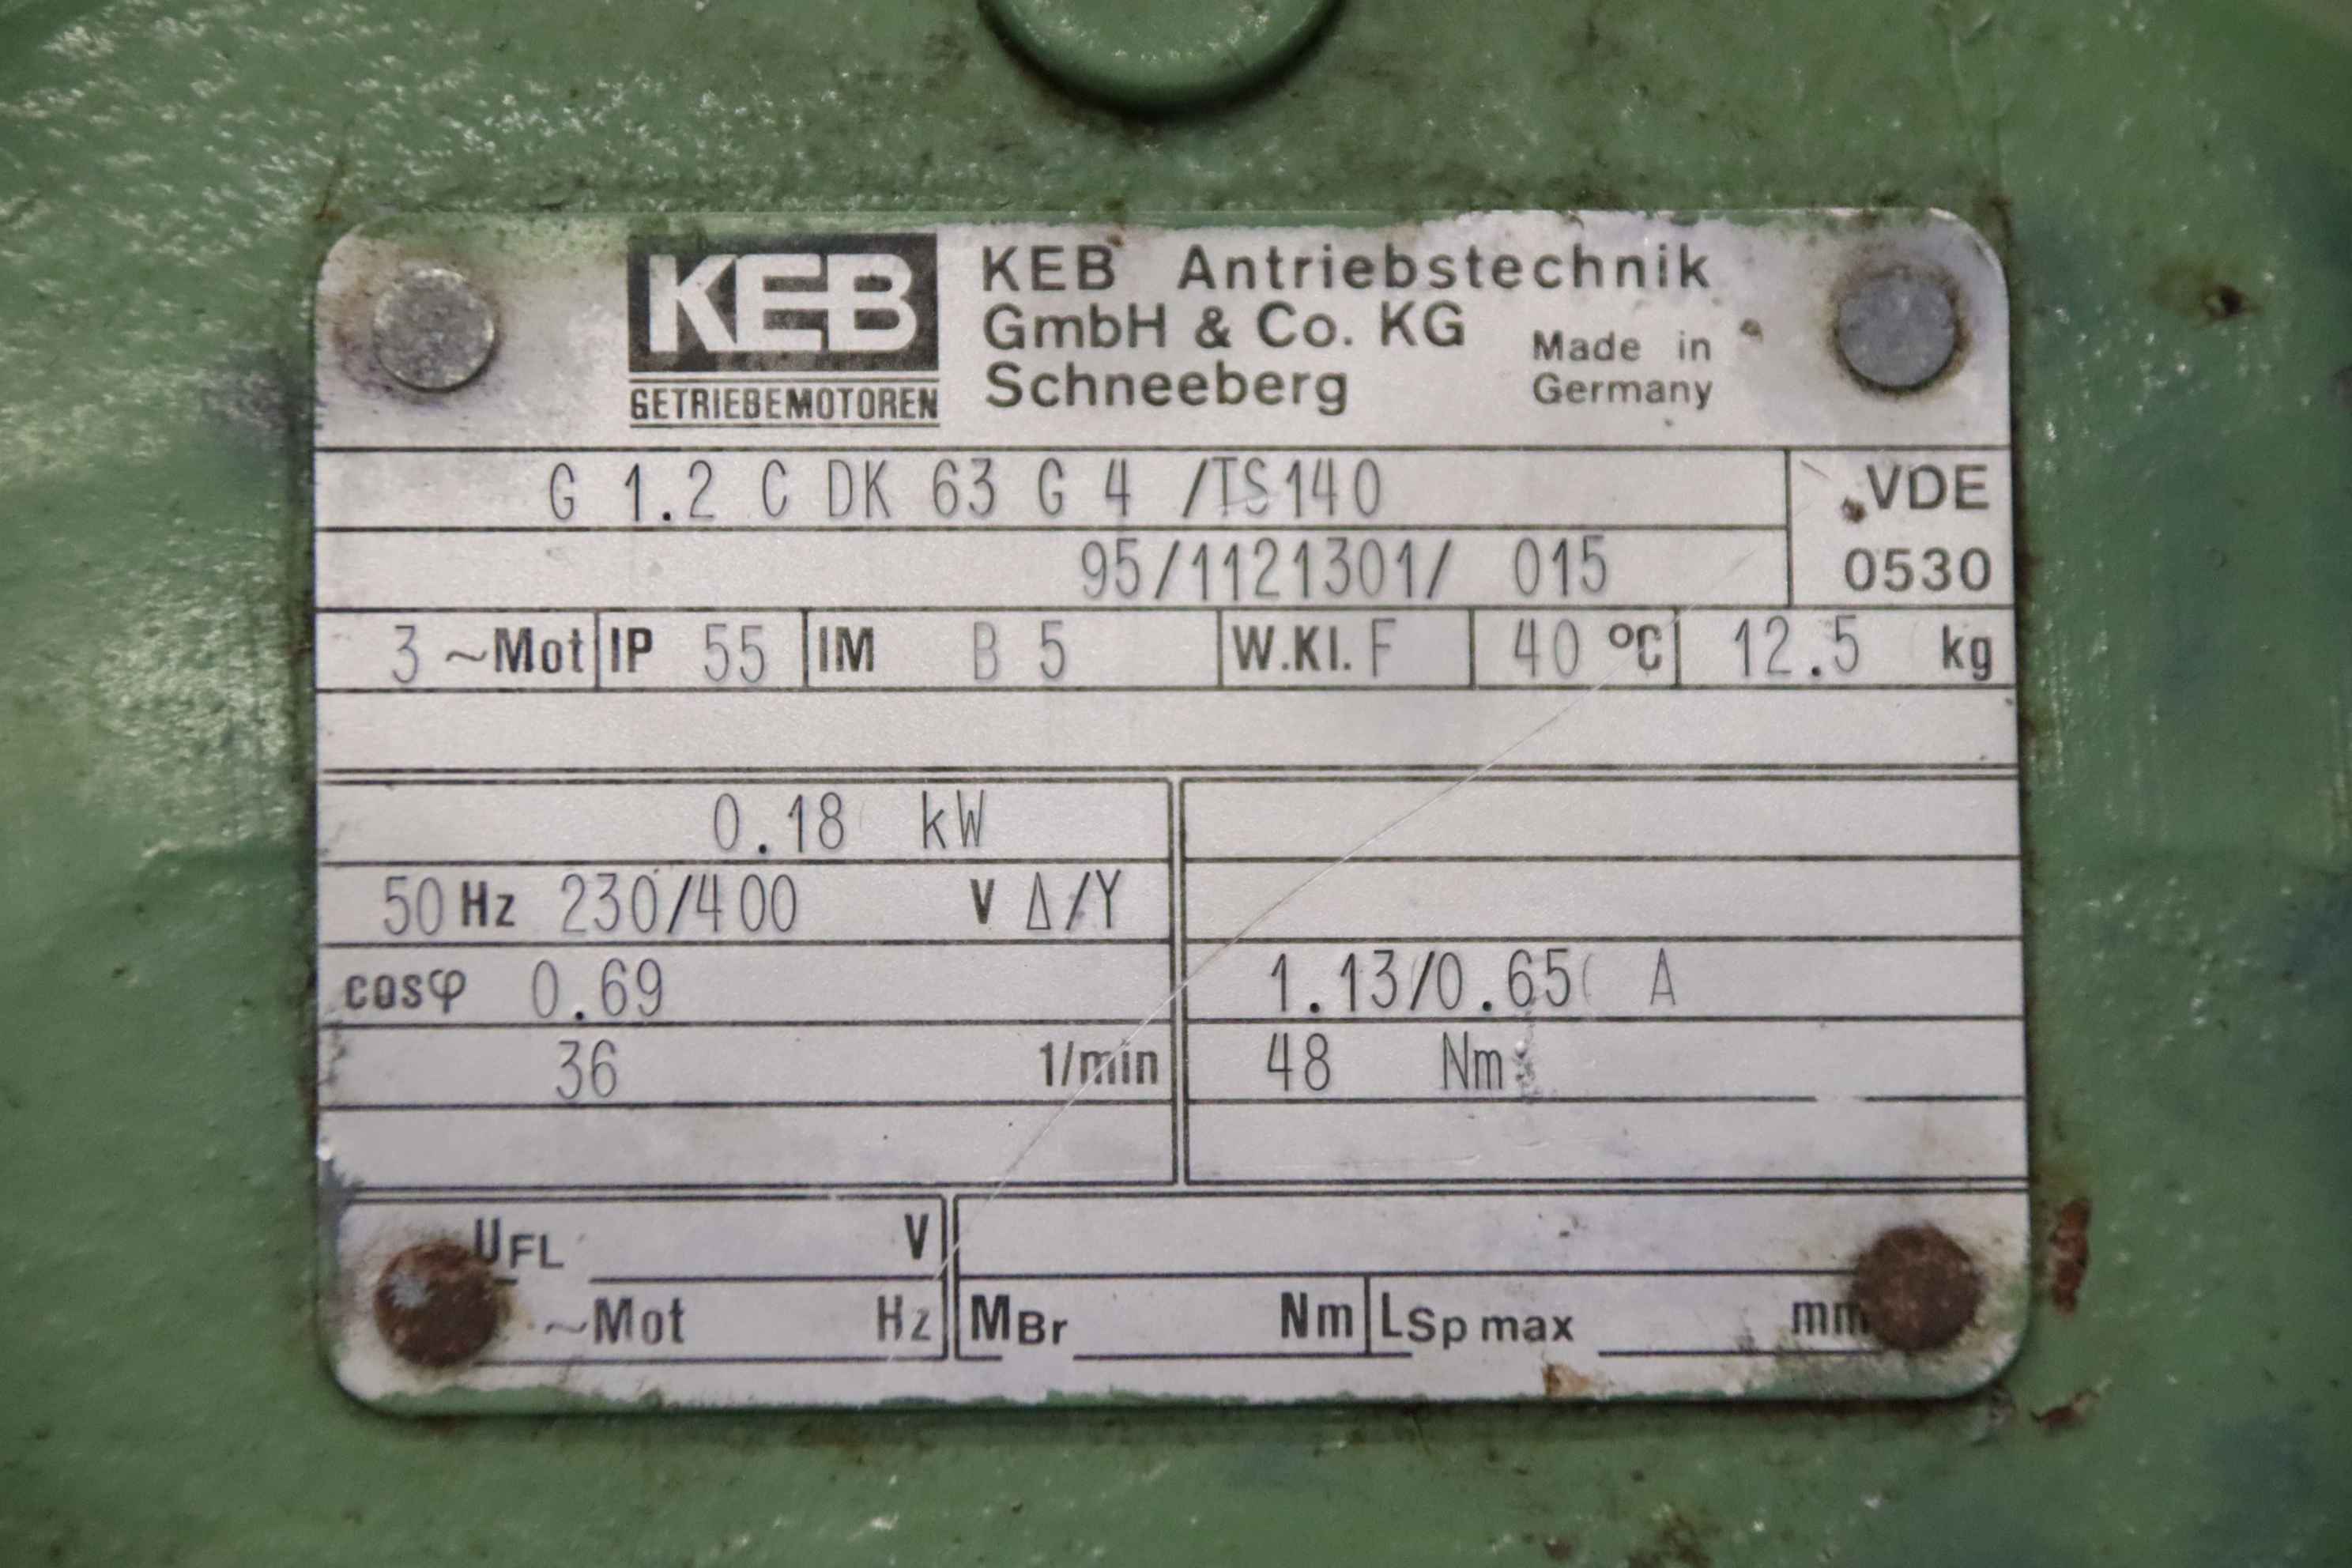 KEB
GETRIEBEMOTOREN
KEB Antriebstechnik
GmbH & Co. KG
Schneeberg
Made in
Germany
G 1.2 C DK 63 G 4 /TS140
95/1121301/ 015
VDE
0530
3 ~Mot IP 55 IM B 5 W.Kl. F 40 °C 12.5 kg
0.18 kW
50 Hz 230/400 V Δ/Y
cosφ 0.69 1.13/0.65 A
36 1/min 48 Nm
UFL V
~Mot Hz MBr Nm LSp max mm